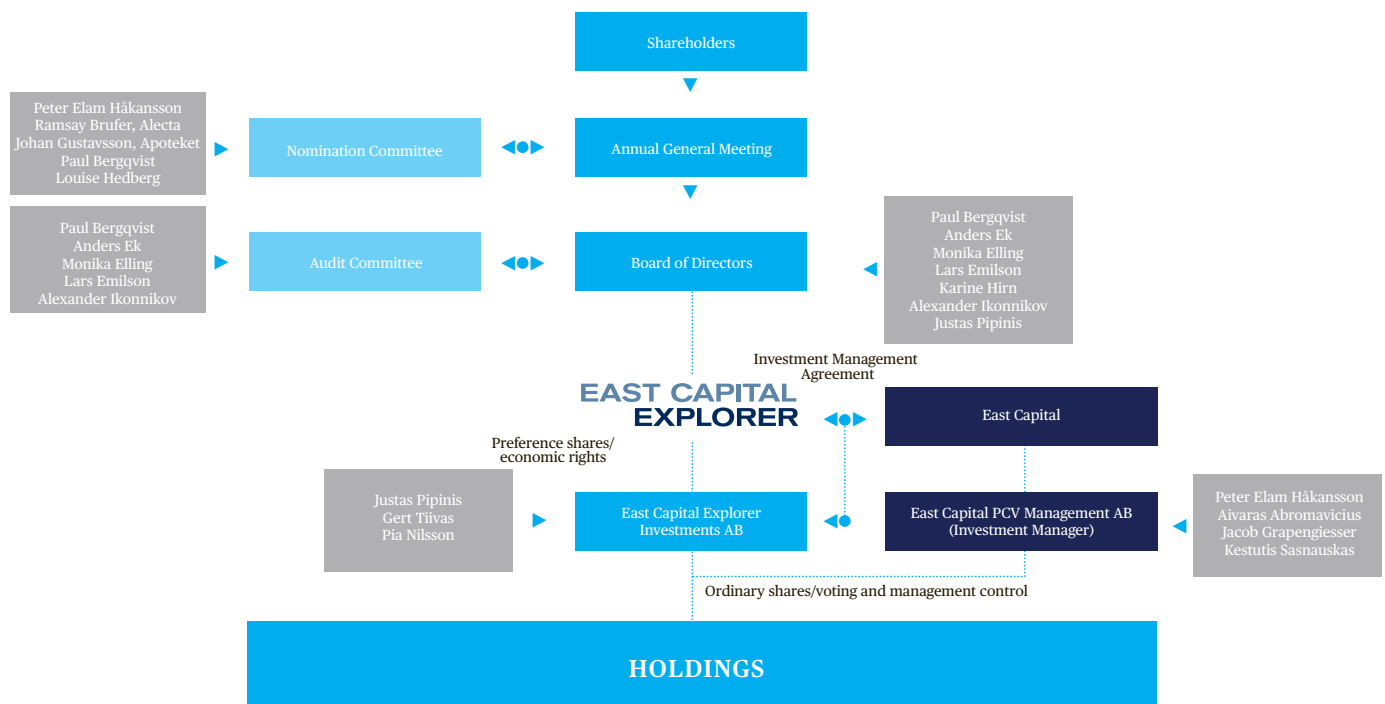 Shareholders
Peter Elam Håkansson
Ramsay Brufer, Alecta
Johan Gustavsson, Apoteket
Paul Bergqvist
Louise Hedberg
Nomination Committee
Annual General Meeting
Paul Bergqvist
Anders Ek
Monika Elling
Lars Emilson
Alexander Ikonnikov
Audit Committee
Board of Directors
Paul Bergqvist
Anders Ek
Monika Elling
Lars Emilson
Karine Hirn
Alexander Ikonnikov
Justas Pipinis
Investment Management
Agreement
EAST CAPITAL
EXPLORER
East Capital
Preference shares/
economic rights
Justas Pipinis
Gert Tiivas
Pia Nilsson
East Capital Explorer
Investments AB
East Capital PCV Management AB
(Investment Manager)
Peter Elam Håkansson
Aivaras Abromavicius
Jacob Grapengiesser
Kestutis Sasnauskas
Ordinary shares/voting and management control
HOLDINGS